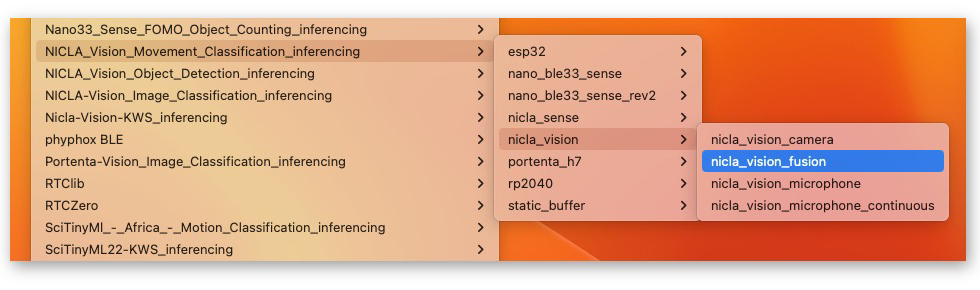 Nano33_Sense_FOMO_Object_Counting_inferencing
NICLA_Vision_Movement_Classification_inferencing
NICLA_Vision_Object_Detection_inferencing
NICLA-Vision_Image_Classification_inferencing
Nicla-Vision-KWS_inferencing
phyphox BLE
Portenta-Vision_Image_Classification_inferencing
RTClib
RTCZero
SciTinyMl_-_Africa_-_Motion_Classification_inferencing
SciTinyML22-KWS_inferencing
esp32
nano_ble33_sense
nano_ble33_sense_rev2
nicla_sense
nicla_vision
portenta_h7
rp2040
static_buffer
nicla_vision_camera
nicla_vision_fusion
nicla_vision_microphone
nicla_vision_microphone_continuous